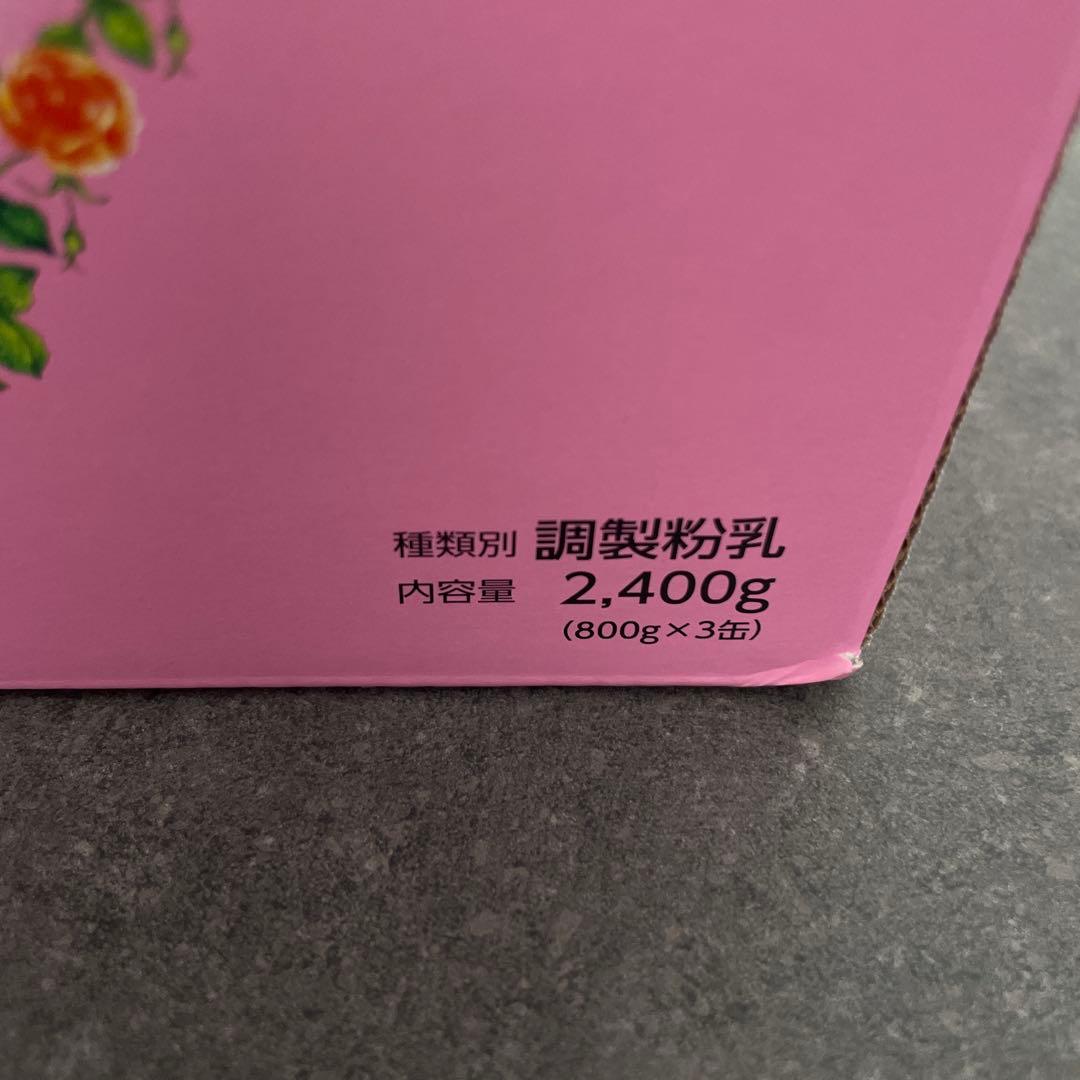 種類別 調製粉乳
内容量 2,400g
(800g×3缶)